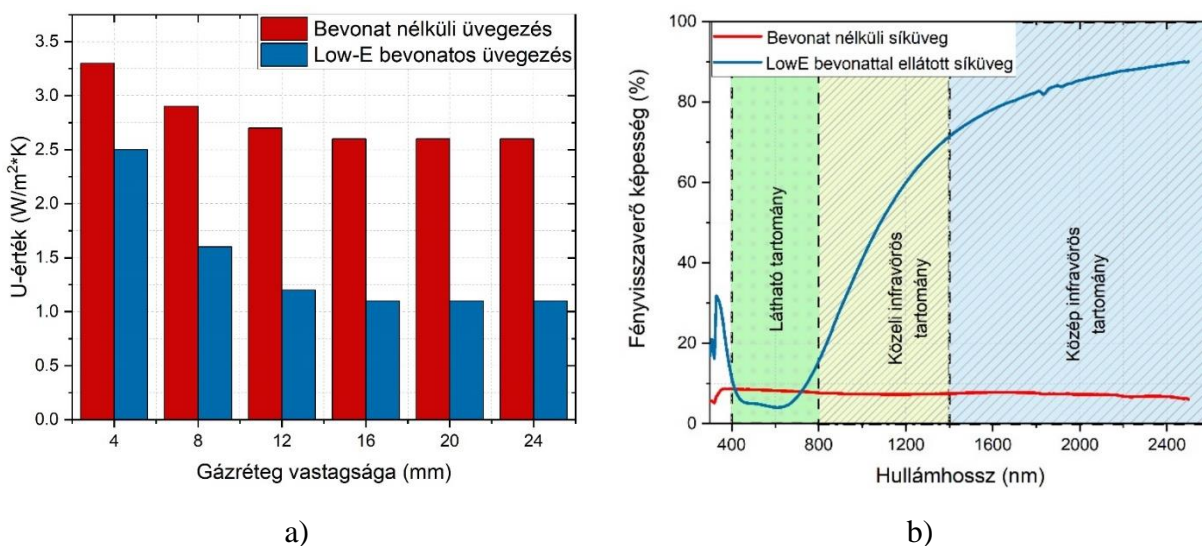 Bevonat nélküli üvegezés
Low-E bevonatos üvegezés
U-érték (W/m²*K)
3.5
3.0
2.5
2.0
1.5
1.0
0.5
0.0
4 8 12 16 20 24
Gázréteg vastagsága (mm)
a)
Bevonat nélküli síküveg
LowE bevonattal ellátott síküveg
Fényvisszaverő képesség (%)
100
80
60
40
20
0
Látható tartomány
Közeli infravörös
tartomány
Közép infravörös
tartomány
400 800 1200 1600 2000 2400
Hullámhossz (nm)
b)